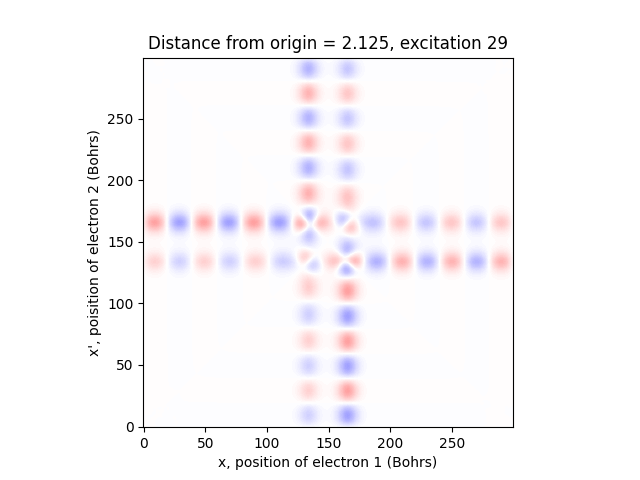 Distance from origin = 2.125, excitation 29
x', poisition of electron 2 (Bohrs)
250
200
150
100
50
0
0 50 100 150 200 250
x, position of electron 1 (Bohrs)